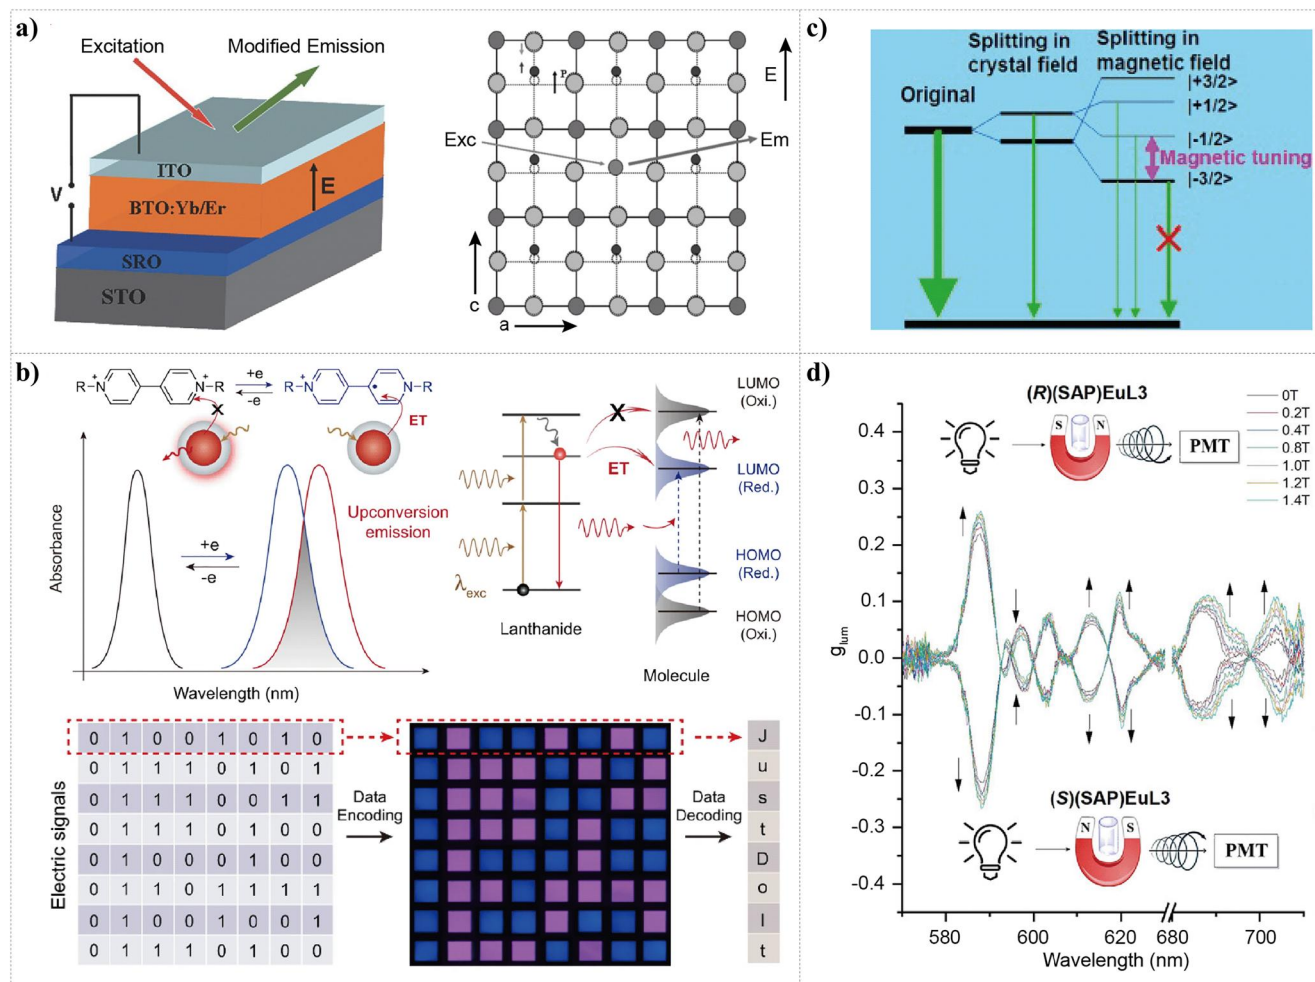 a)
Excitation
Modified Emission
ITO
BTO:Yb/Er
SRO
STO
V
E
P
E
Exc
Em
c
a
c)
Original
Splitting in
crystal field
Splitting in
magnetic field
|+3/2>
|+1/2>
|-1/2>
Magnetic tuning
|-3/2>
b)
R
N
+
N
+
R
+e
-e
R
N
+
N
R
X
ET
Absorbance
+e
-e
Upconversion
emission
Wavelength (nm)
λexc
Lanthanide
X
ET
LUMO
(Oxi.)
LUMO
(Red.)
HOMO
(Red.)
HOMO
(Oxi.)
Molecule
Electric signals
0 1 0 0 1 0 1 0
0 1 1 1 0 1 0 1
0 1 1 1 0 0 1 1
0 1 1 1 0 1 0 0
0 1 0 0 0 1 0 0
0 1 1 0 1 1 1 1
0 1 0 0 1 0 0 1
0 1 1 1 0 1 0 0
Data
Encoding
Data
Decoding
J
u
s
t
D
o
I
t
d)
(R)(SAP)EuL3
S N
PMT
0T
0.2T
0.4T
0.8T
1.0T
1.2T
1.4T
glum
0.4
0.3
0.2
0.1
0.0
-0.1
-0.2
-0.3
-0.4
(S)(SAP)EuL3
N S
PMT
580 600 620 680 700
Wavelength (nm)